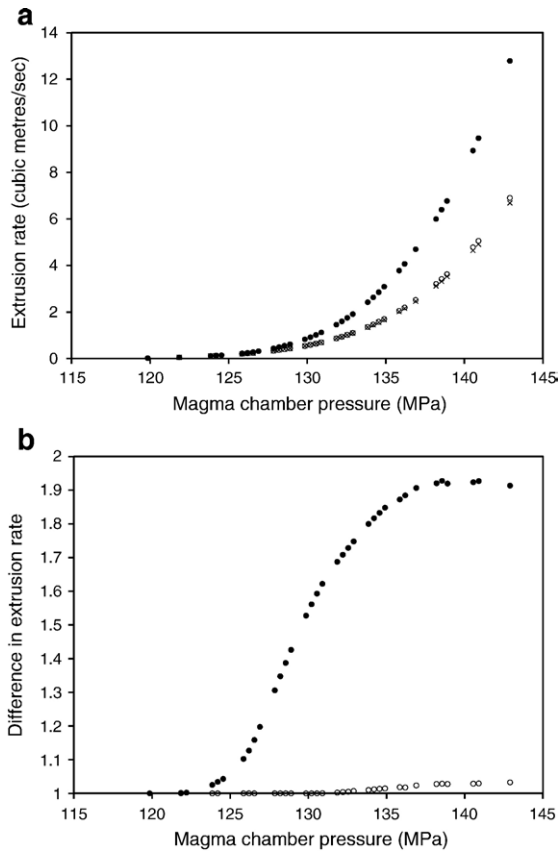 a
Extrusion rate (cubic metres/sec)
14
12
10
8
6
4
2
0
115 120 125 130 135 140 145
Magma chamber pressure (MPa)
b
Difference in extrusion rate
2
1.9
1.8
1.7
1.6
1.5
1.4
1.3
1.2
1.1
1
115 120 125 130 135 140 145
Magma chamber pressure (MPa)